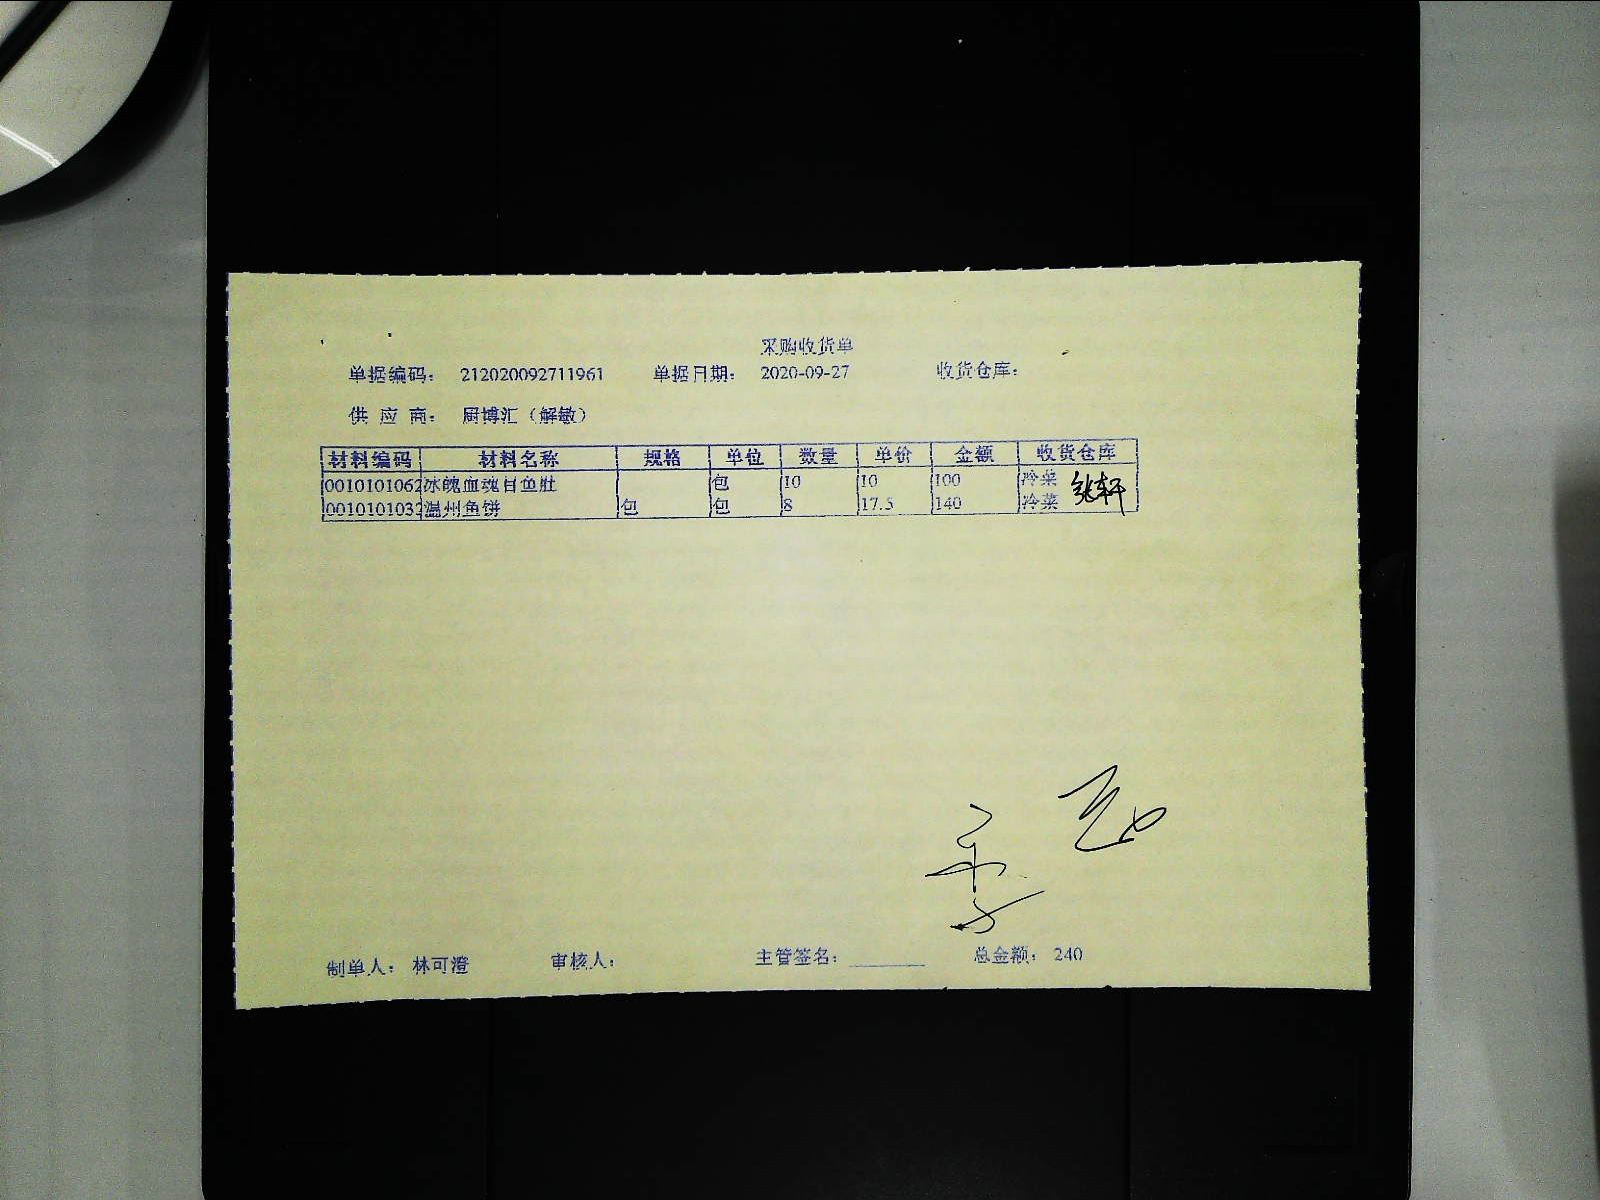 采购收货单
单据编码： 212020092711961 单据日期： 2020-09-27 收货仓库：
供 应 商： 厨博汇（解敏）
材料编码 材料名称 规格 单位 数量 单价 金额 收货仓库
0010101062 冰魄血魂目鱼肚 包 10 10 100 冷菜
0010101032 温州鱼饼 包 包 8 17.5 140 冷菜
制单人： 林可澄 审核人： 主管签名： 总金额： 240